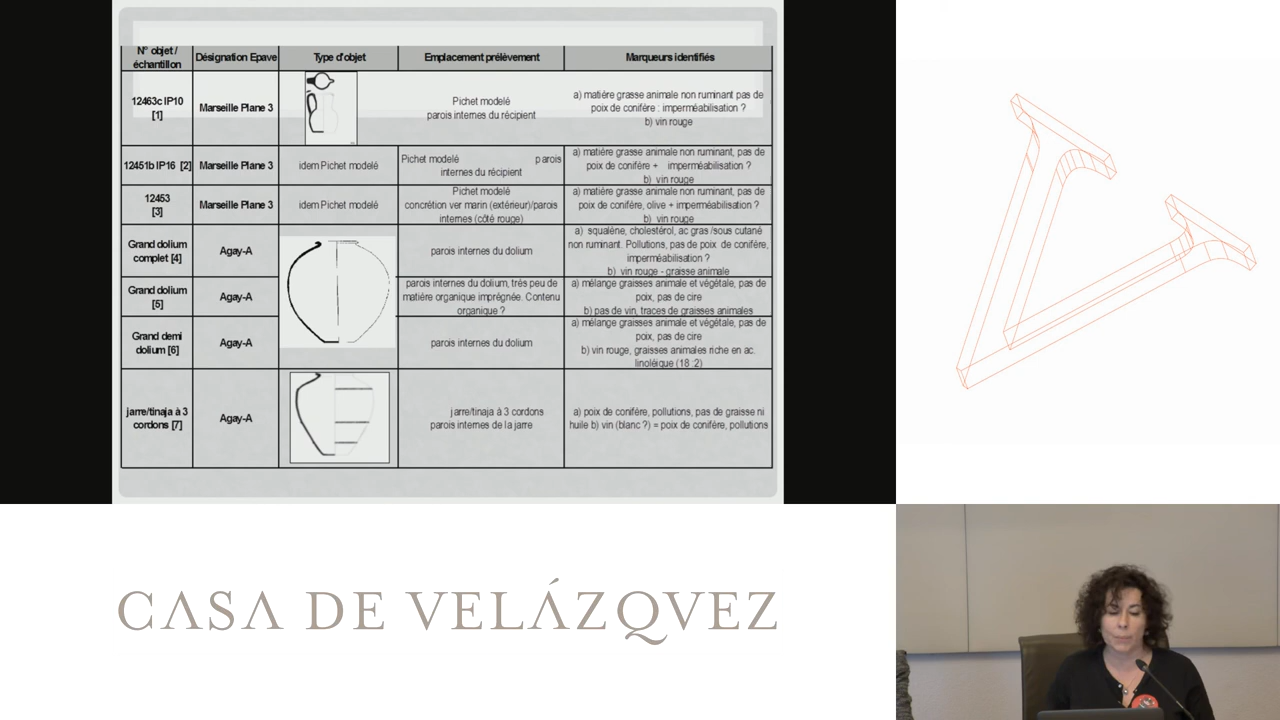 N° objet / échantillon
Désignation Epave
Type d'objet
Emplacement prélèvement
Marqueurs identifiés
12463c IP10
[1]
Marseille Plane 3
Pichet modelé
parois internes du récipient
a) matière grasse animale non ruminant pas de
poix de conifère : imperméabilisation ?
b) vin rouge
12451b IP16 [2]
Marseille Plane 3
idem Pichet modelé
Pichet modelé parois
internes du récipient
a) matière grasse animale non ruminant, pas de
poix de conifère + imperméabilisation ?
b) vin rouge
12453
[3]
Marseille Plane 3
idem Pichet modelé
Pichet modelé
concrétion ver marin (extérieur)/parois
internes (côté rouge)
a) matière grasse animale non ruminant, pas de
poix de conifère, olive + imperméabilisation ?
b) vin rouge
Grand dolium
complet [4]
Agay-A
parois internes du dolium
a) squalène, cholestérol, ac gras /sous cutané
non ruminant. Pollutions, pas de poix de conifère,
imperméabilisation ?
b) vin rouge - graisse animale
Grand dolium
[5]
Agay-A
parois internes du dolium, très peu de
matière organique imprégnée. Contenu
organique ?
a) mélange graisses animale et végétale, pas de
poix, pas de cire
b) pas de vin, traces de graisses animales
Grand demi
dolium [6]
Agay-A
parois internes du dolium
a) mélange graisses animale et végétale, pas de
poix, pas de cire
b) vin rouge, graisses animales riche en ac.
linoléique (18 :2)
jarre/tinaja à 3
cordons [7]
Agay-A
jarre/tinaja à 3 cordons
parois internes de la jarre
a) poix de conifère, pollutions, pas de graisse ni
huile b) vin (blanc ?) = poix de conifère, pollutions
CASA DE VELÁZQVEZ